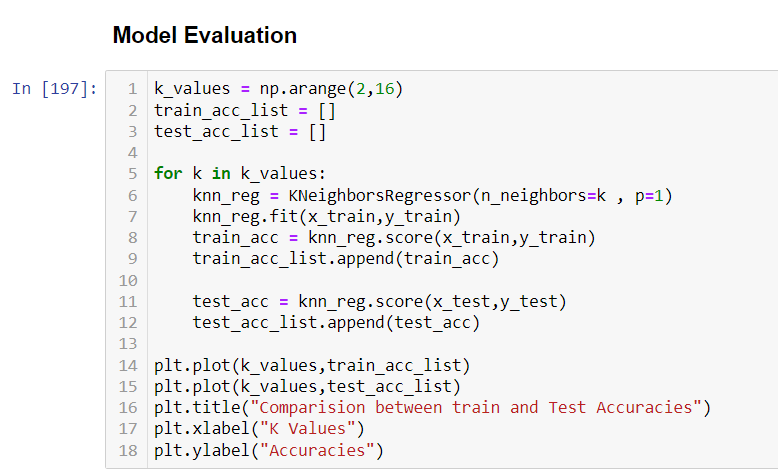 Model Evaluation
In [197]:
1 k_values = np.arange(2,16)
2 train_acc_list = []
3 test_acc_list = []
4
5 for k in k_values:
6     knn_reg = KNeighborsRegressor(n_neighbors=k , p=1)
7     knn_reg.fit(x_train,y_train)
8     train_acc = knn_reg.score(x_train,y_train)
9     train_acc_list.append(train_acc)
10
11     test_acc = knn_reg.score(x_test,y_test)
12     test_acc_list.append(test_acc)
13
14 plt.plot(k_values,train_acc_list)
15 plt.plot(k_values,test_acc_list)
16 plt.title("Comparision between train and Test Accuracies")
17 plt.xlabel("K Values")
18 plt.ylabel("Accuracies")